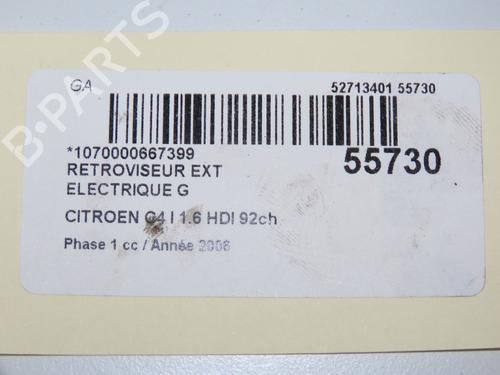 GA
52713401 55730
*1070000667399
55730
RETROVISEUR EXT
ELECTRIQUE G
CITROEN C4 I 1.6 HDI 92ch
Phase 1 cc / Année 2008
B-PARTS